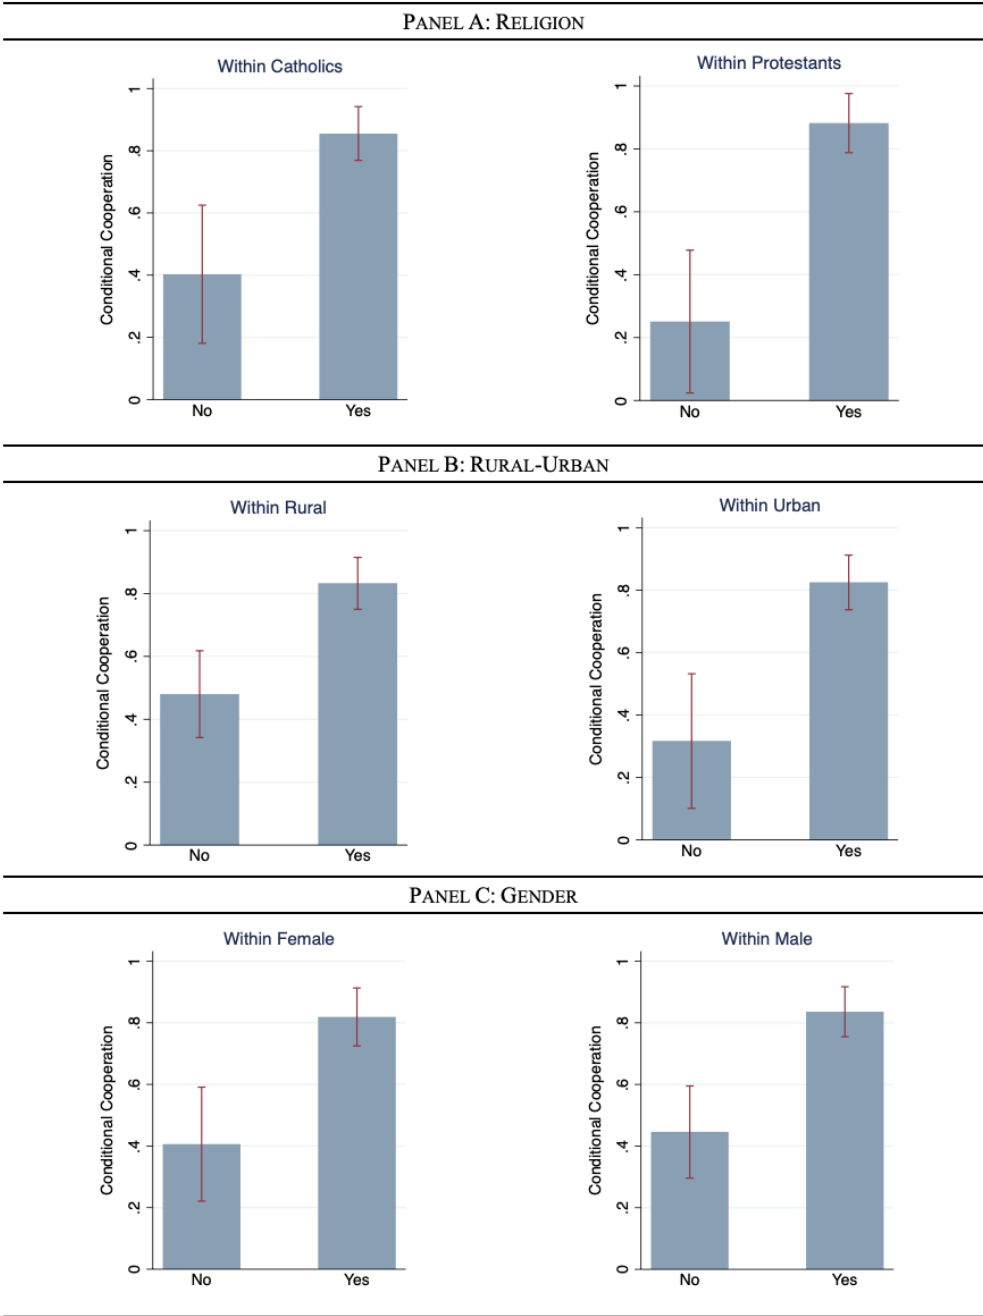 PANEL A: RELIGION
Within Catholics
Conditional Cooperation
0 .2 .4 .6 .8 1
No Yes
Within Protestants
Conditional Cooperation
0 .2 .4 .6 .8 1
No Yes
PANEL B: RURAL-URBAN
Within Rural
Conditional Cooperation
0 .2 .4 .6 .8 1
No Yes
Within Urban
Conditional Cooperation
0 .2 .4 .6 .8 1
No Yes
PANEL C: GENDER
Within Female
Conditional Cooperation
0 .2 .4 .6 .8 1
No Yes
Within Male
Conditional Cooperation
0 .2 .4 .6 .8 1
No Yes